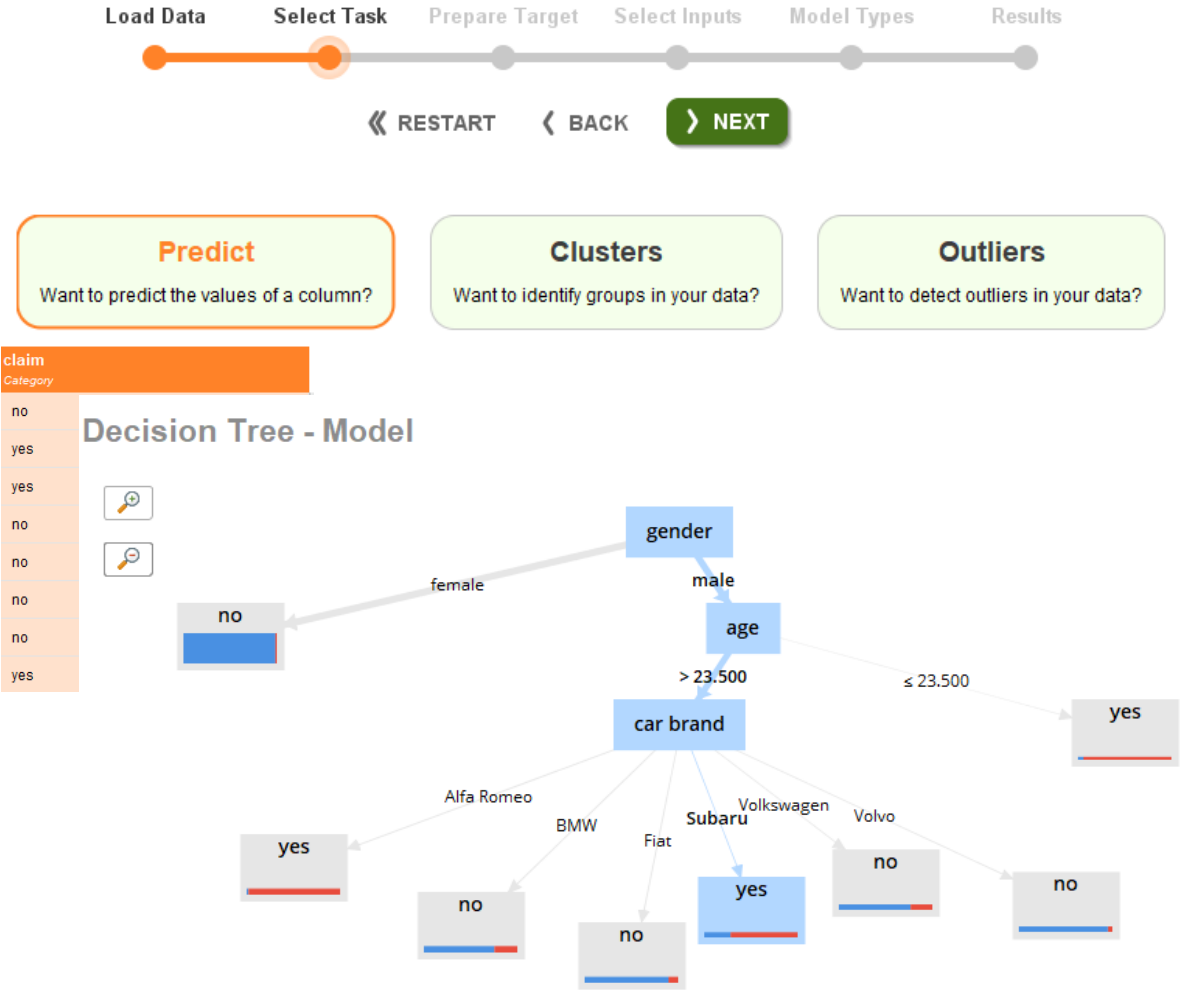 Load Data Select Task Prepare Target Select Inputs Model Types Results
RESTART BACK NEXT
Predict
Want to predict the values of a column?
Clusters
Want to identify groups in your data?
Outliers
Want to detect outliers in your data?
claim
Category
no
yes
yes
no
no
no
no
yes
Decision Tree - Model
gender
female
male
no
age
> 23.500
≤ 23.500
car brand
yes
Alfa Romeo
BMW
Fiat
Subaru
Volkswagen
Volvo
yes
no
no
yes
no
no